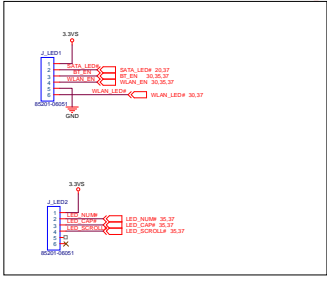 3.3VS
J_LED1
1
2 SATA_LED# SATA_LED# 20,37
3 BT_EN BT_EN 30,35,37
4 WLAN_EN WLAN_EN 30,35,37
5
6 WLAN_LED# WLAN_LED# 30,37
85201-06051
GND
3.3VS
J_LED2
1
2 LED_NUM# LED_NUM# 35,37
3 LED_CAP# LED_CAP# 35,37
4 LED_SCROLL# LED_SCROLL# 35,37
5
6
85201-06051